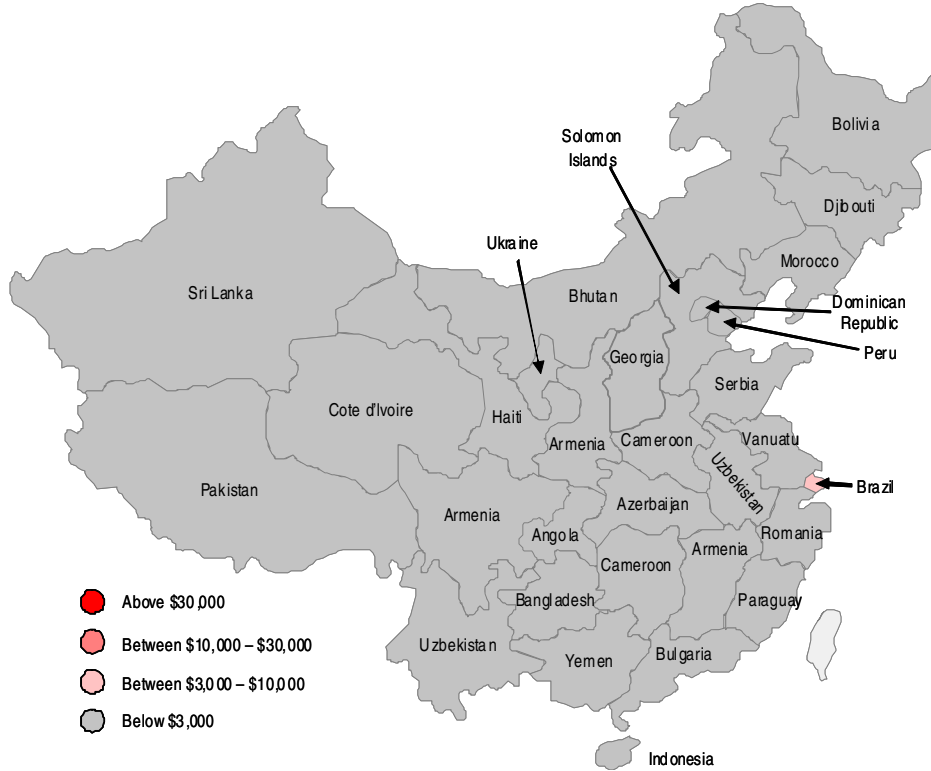 Bolivia
Solomon
Islands
Djibouti
Ukraine
Morocco
Sri Lanka
Bhutan
Dominican
Republic
Peru
Georgia
Serbia
Cote d'Ivoire
Haiti
Armenia
Cameroon
Vanuatu
Uzbekistan
Brazil
Pakistan
Armenia
Azerbaijan
Angola
Romania
Armenia
Cameroon
Bangladesh
Paraguay
Uzbekistan
Yemen
Bulgaria
Above $30,000
Between $10,000 – $30,000
Between $3,000 – $10,000
Below $3,000
Indonesia